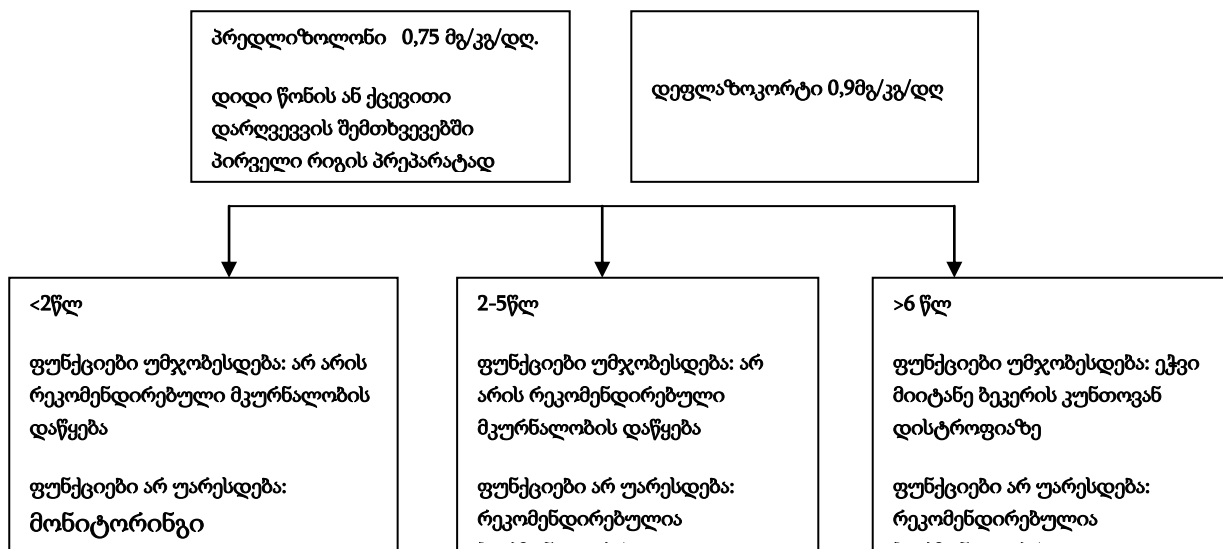 პრედლიზოლონი 0,75 მგ/კგ/დღ.
დიდი წონის ან ქცევითი
დარღვევვის შემთხვევებში
პირველი რიგის პრეპარატად
დეფლაზოკორტი 0,9მგ/კგ/დღ
<2წლ
ფუნქციები უმჯობესდება: არ არის
რეკომენდირებული მკურნალობის
დაწყება
ფუნქციები არ უარესდება:
მონიტორინგი
2-5წლ
ფუნქციები უმჯობესდება: არ
არის რეკომენდირებული
მკურნალობის დაწყება
ფუნქციები არ უარესდება:
რეკომენდირებულია
>6 წლ
ფუნქციები უმჯობესდება: ეჭვი
მიიტანე ბეკერის კუნთოვან
დისტროფიაზე
ფუნქციები არ უარესდება:
რეკომენდირებულია